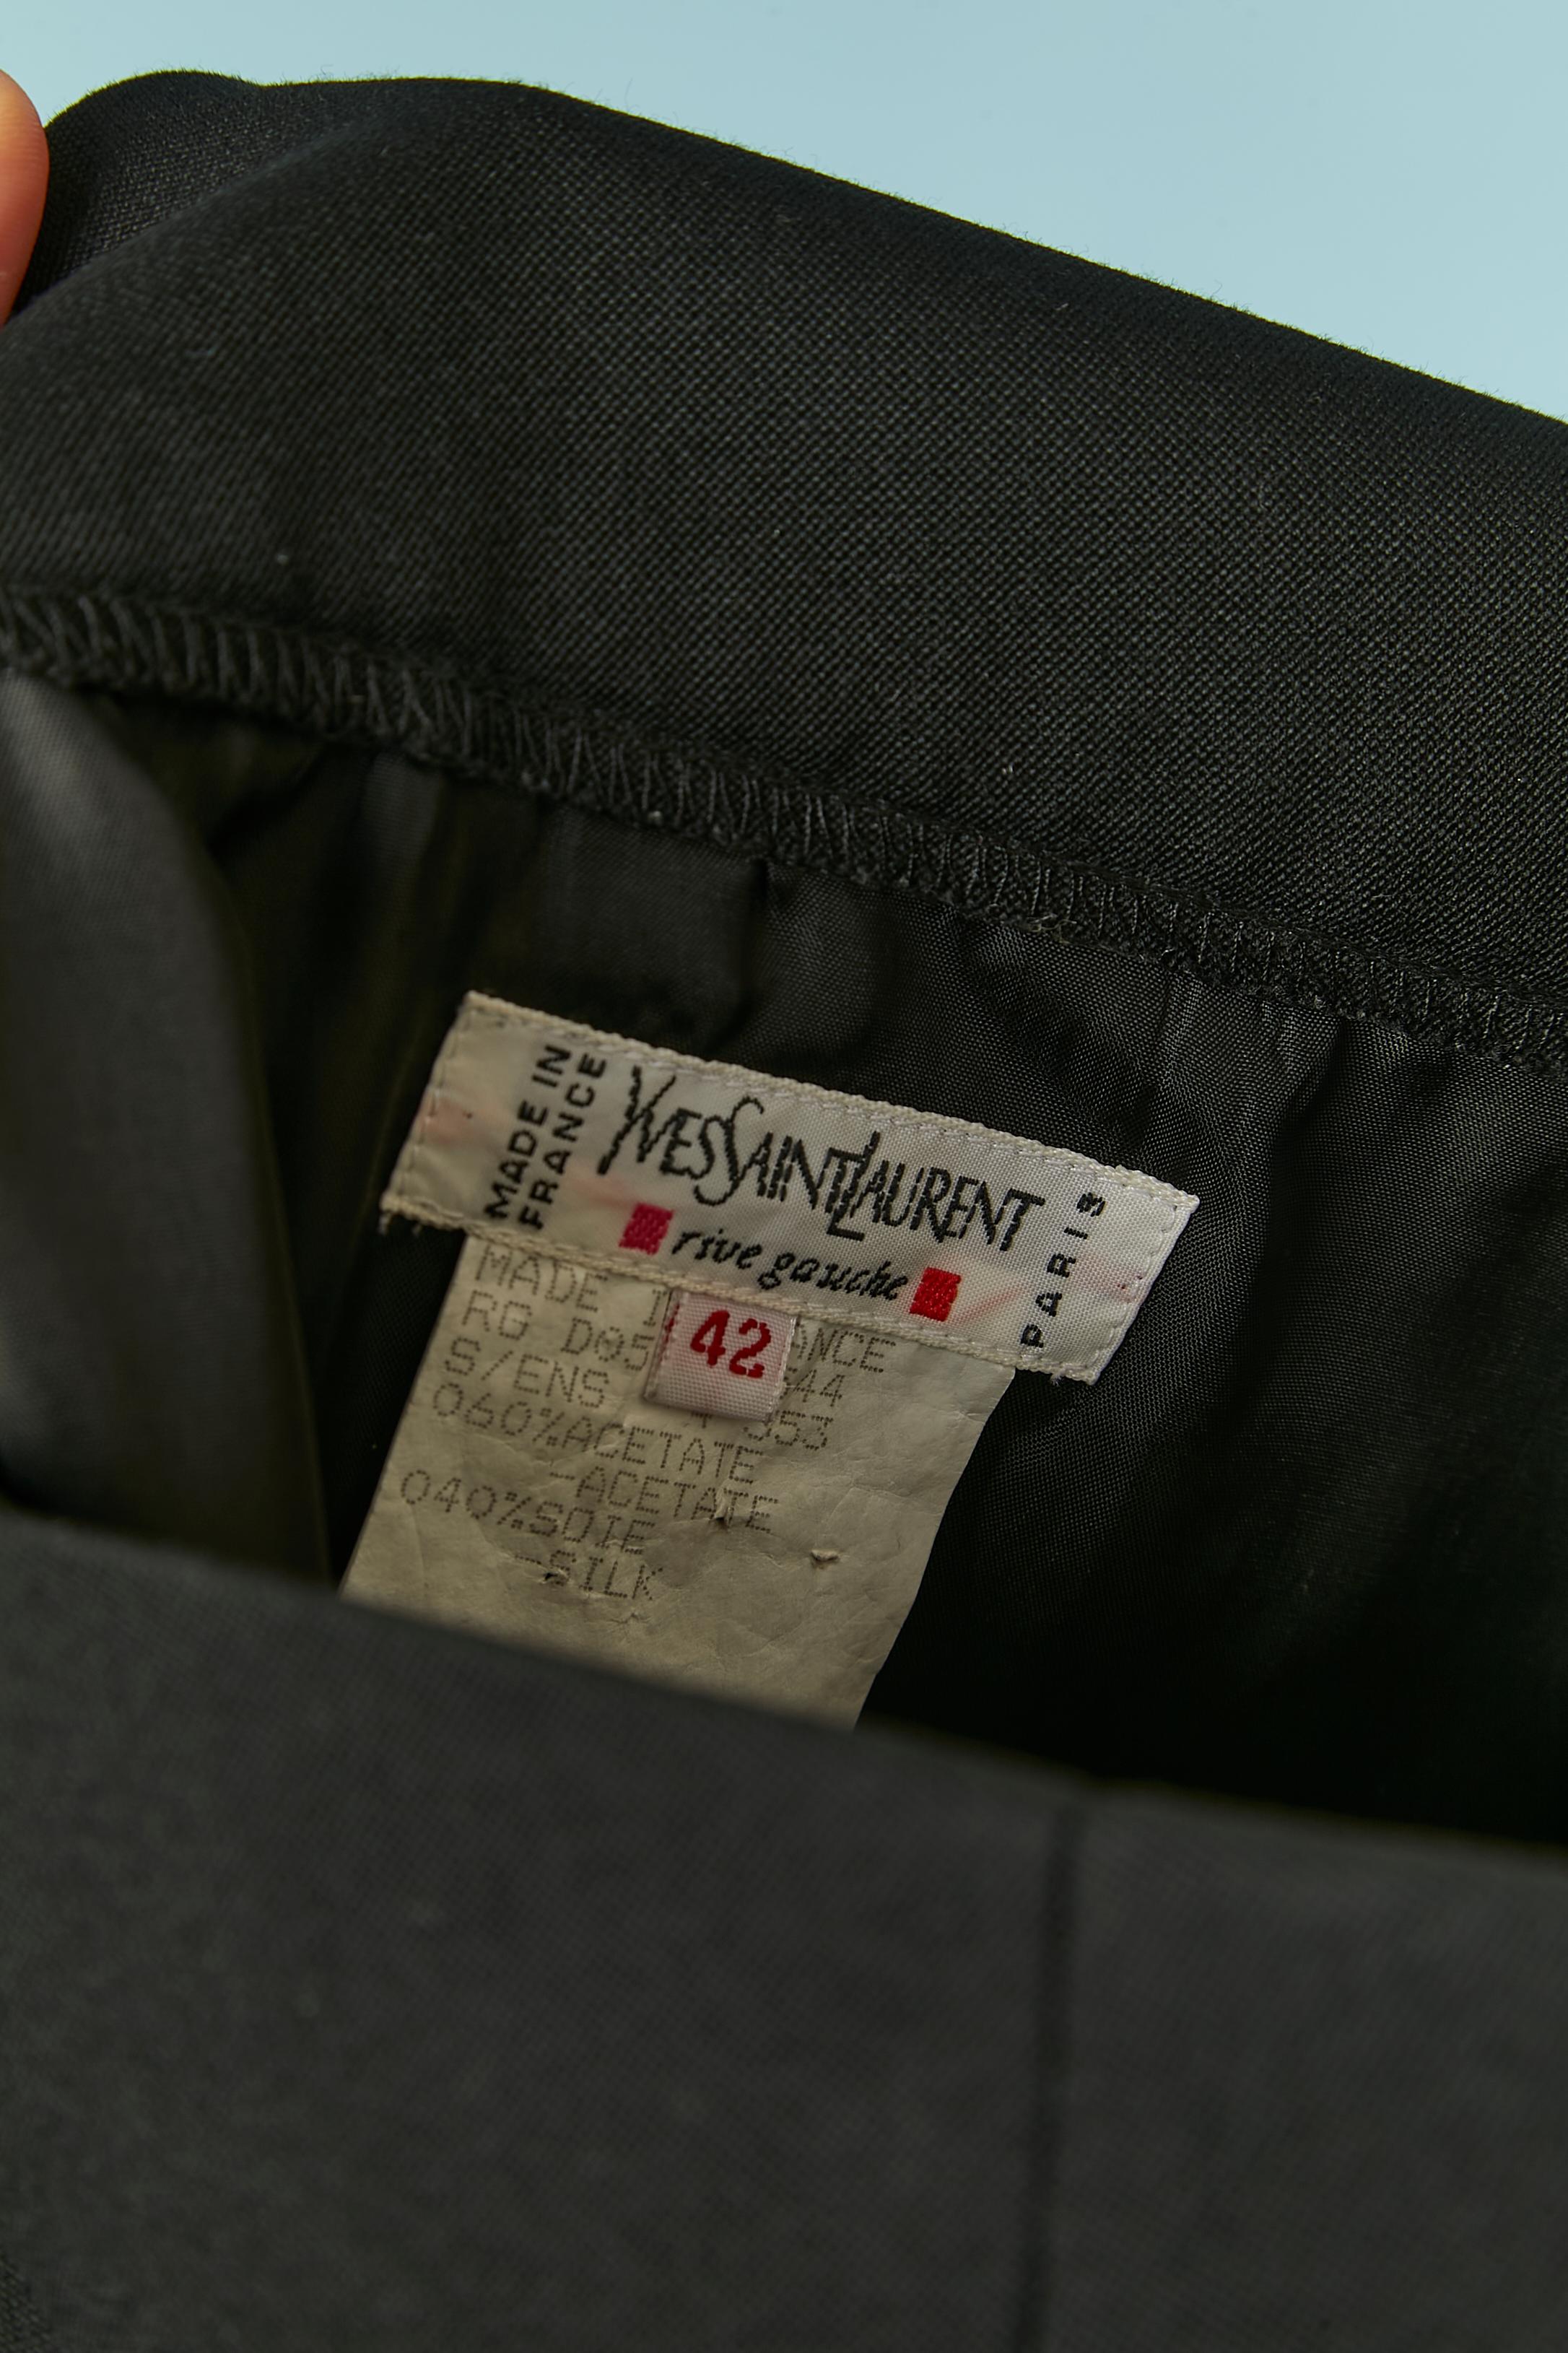 MADE IN
FRANCE
YVESSAINTLAURENT
rive gauche
PARIS
42
MADE
RG
S/ENS
060%ACETATE
-ACETATE
040%SOIE
-SILK